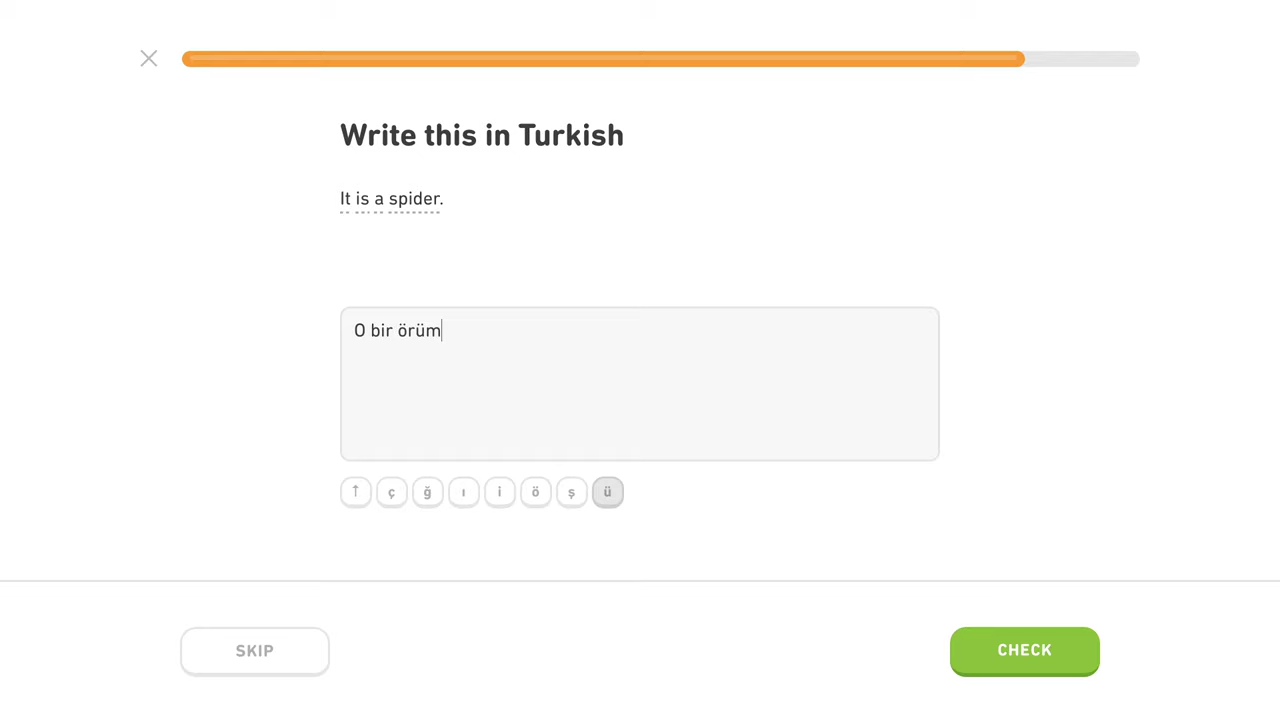 Write this in Turkish
It is a spider.
O bir örüm
↑ ç ğ ı i ö ş ü
SKIP
CHECK